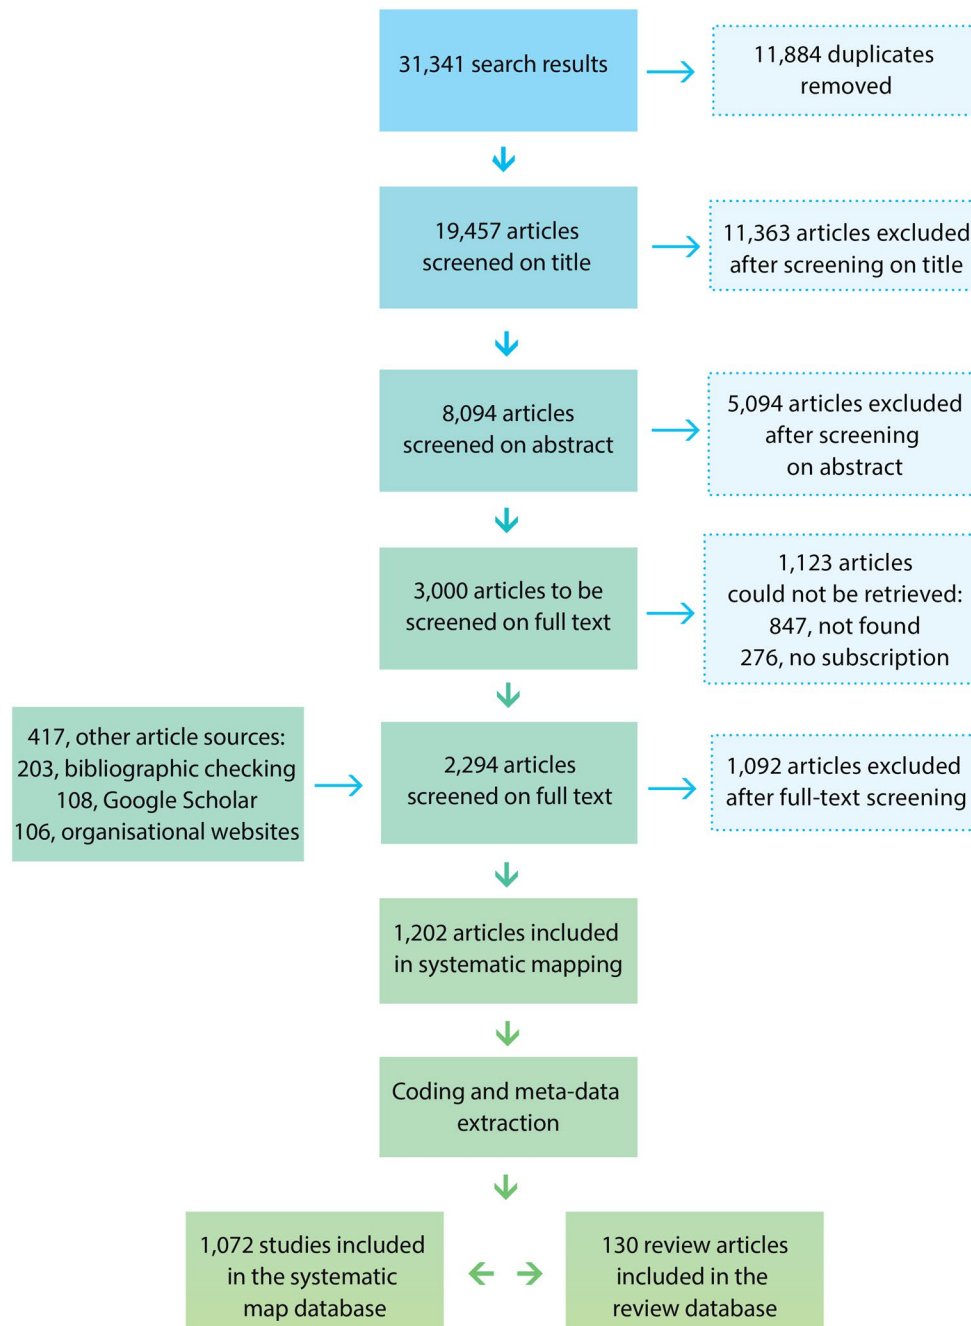 31,341 search results
11,884 duplicates
removed
19,457 articles
screened on title
11,363 articles excluded
after screening on title
8,094 articles
screened on abstract
5,094 articles excluded
after screening
on abstract
3,000 articles to be
screened on full text
1,123 articles
could not be retrieved:
847, not found
276, no subscription
417, other article sources:
203, bibliographic checking
108, Google Scholar
106, organisational websites
2,294 articles
screened on full text
1,092 articles excluded
after full-text screening
1,202 articles included
in systematic mapping
Coding and meta-data
extraction
1,072 studies included
in the systematic
map database
130 review articles
included in the
review database